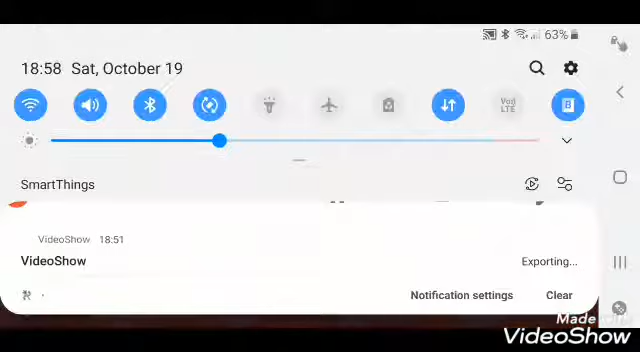 63%
18:58 Sat, October 19
B
Vo))
LTE
SmartThings
VideoShow 18:51
VideoShow Exporting...
Notification settings Clear
Made with
VideoShow